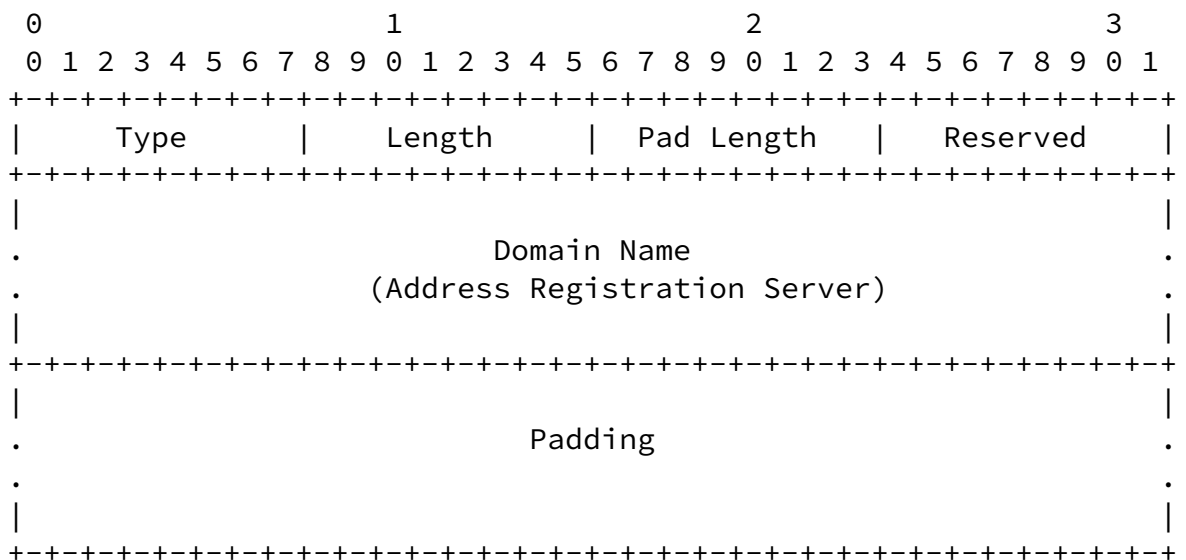 0                   1                   2                   3
 0 1 2 3 4 5 6 7 8 9 0 1 2 3 4 5 6 7 8 9 0 1 2 3 4 5 6 7 8 9 0 1
+-+-+-+-+-+-+-+-+-+-+-+-+-+-+-+-+-+-+-+-+-+-+-+-+-+-+-+-+-+-+-+-+
|     Type      |    Length     |  Pad Length   |   Reserved    |
+-+-+-+-+-+-+-+-+-+-+-+-+-+-+-+-+-+-+-+-+-+-+-+-+-+-+-+-+-+-+-+-+
|                                                               |
.                          Domain Name                          .
.                   (Address Registration Server)               .
|                                                               |
+-+-+-+-+-+-+-+-+-+-+-+-+-+-+-+-+-+-+-+-+-+-+-+-+-+-+-+-+-+-+-+-+
|                                                               |
.                            Padding                            .
.                                                               .
|                                                               |
+-+-+-+-+-+-+-+-+-+-+-+-+-+-+-+-+-+-+-+-+-+-+-+-+-+-+-+-+-+-+-+-+